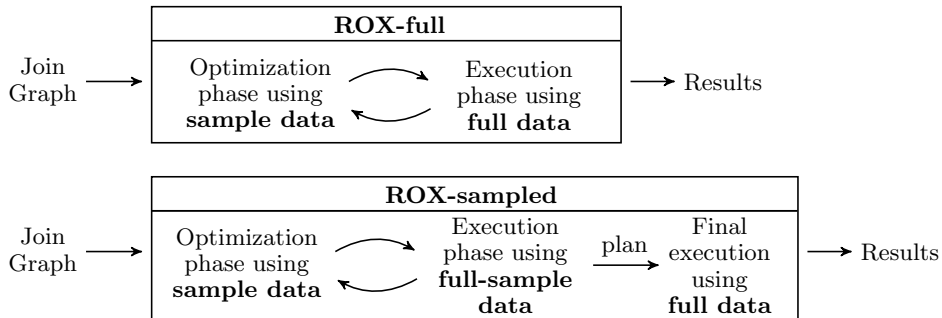 ROX-full
Join
Graph
Optimization
phase using
sample data
Execution
phase using
full data
Results
ROX-sampled
Join
Graph
Optimization
phase using
sample data
Execution
phase using
full-sample
data
plan
Final
execution
using
full data
Results